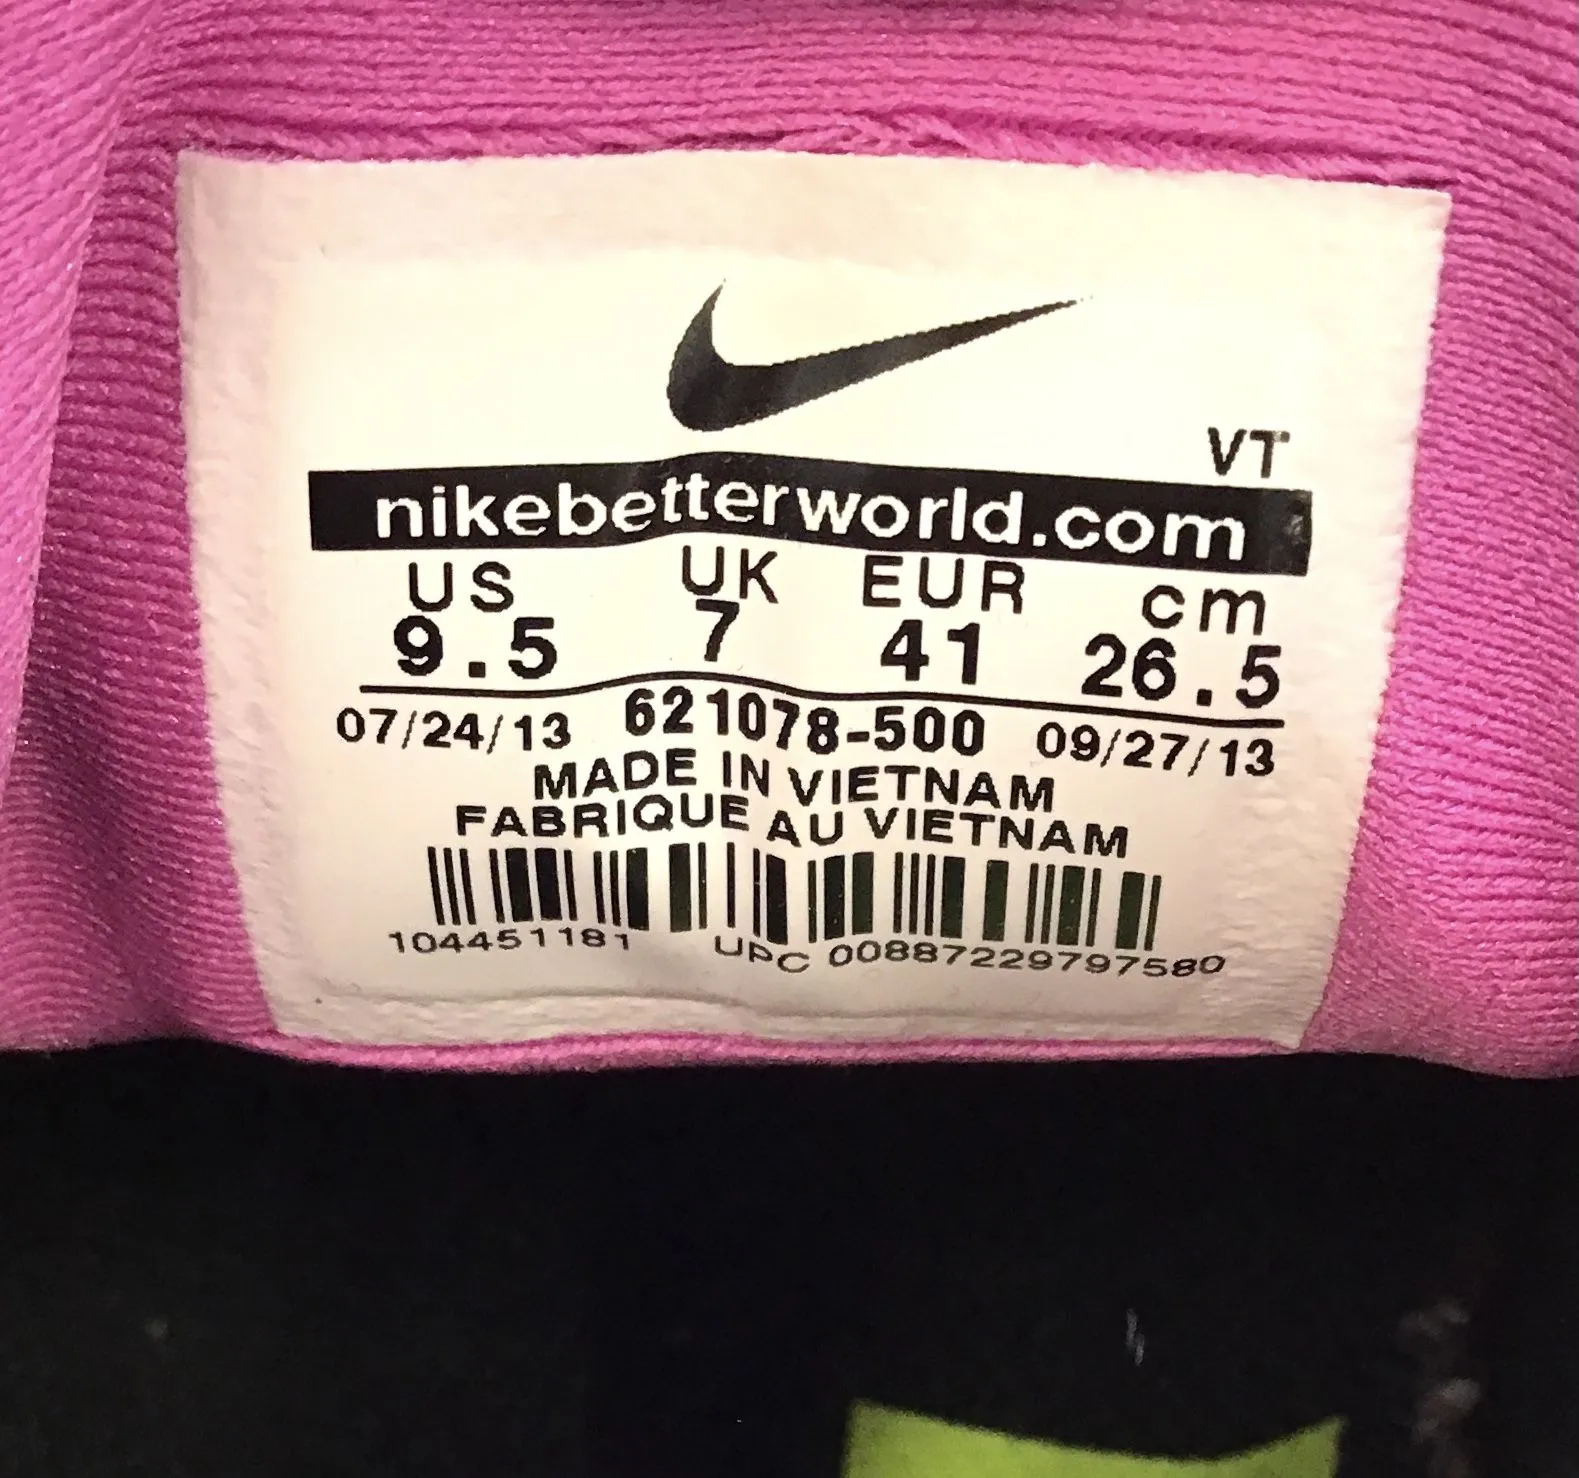 VT
nikebetterworld.com
US UK EUR cm
9.5 7 41 26.5
07/24/13 621078-500 09/27/13
MADE IN VIETNAM
FABRIQUE AU VIETNAM
104451181 UPC 00887229797580